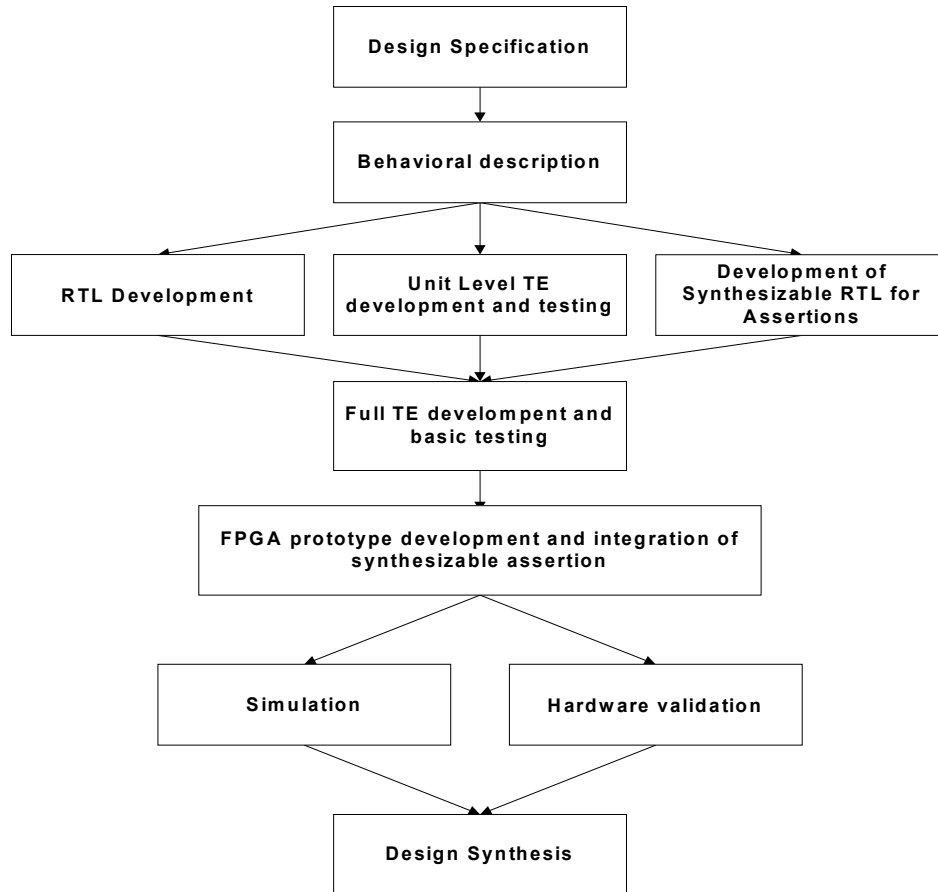 Design Specification
Behavioral description
RTL Development
Unit Level TE
development and testing
Development of
Synthesizable RTL for
Assertions
Full TE develompent and
basic testing
FPGA prototype development and integration of
synthesizable assertion
Simulation
Hardware validation
Design Synthesis